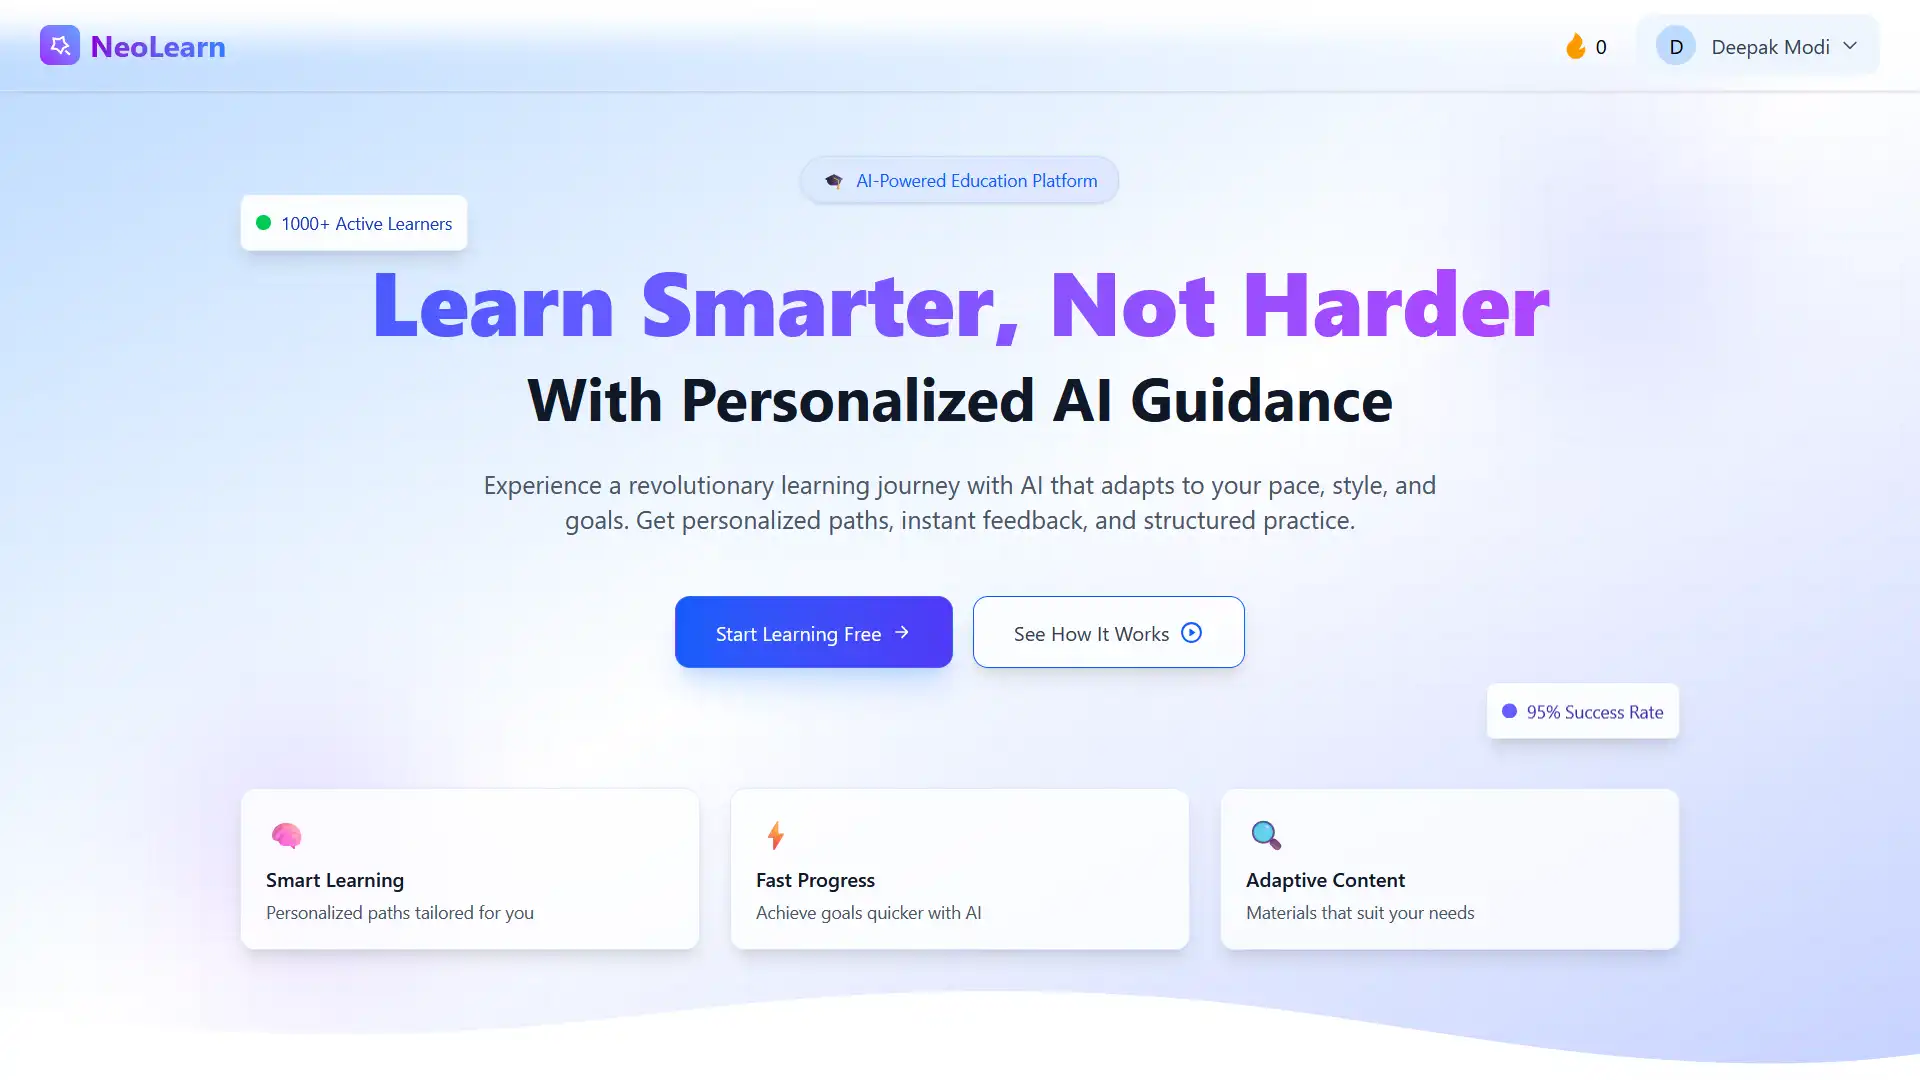 NeoLearn
0
D
Deepak Modi
🎓 AI-Powered Education Platform
1000+ Active Learners
Learn Smarter, Not Harder
With Personalized AI Guidance
Experience a revolutionary learning journey with AI that adapts to your pace, style, and
goals. Get personalized paths, instant feedback, and structured practice.
Start Learning Free →
See How It Works
95% Success Rate
Smart Learning
Personalized paths tailored for you
Fast Progress
Achieve goals quicker with AI
Adaptive Content
Materials that suit your needs